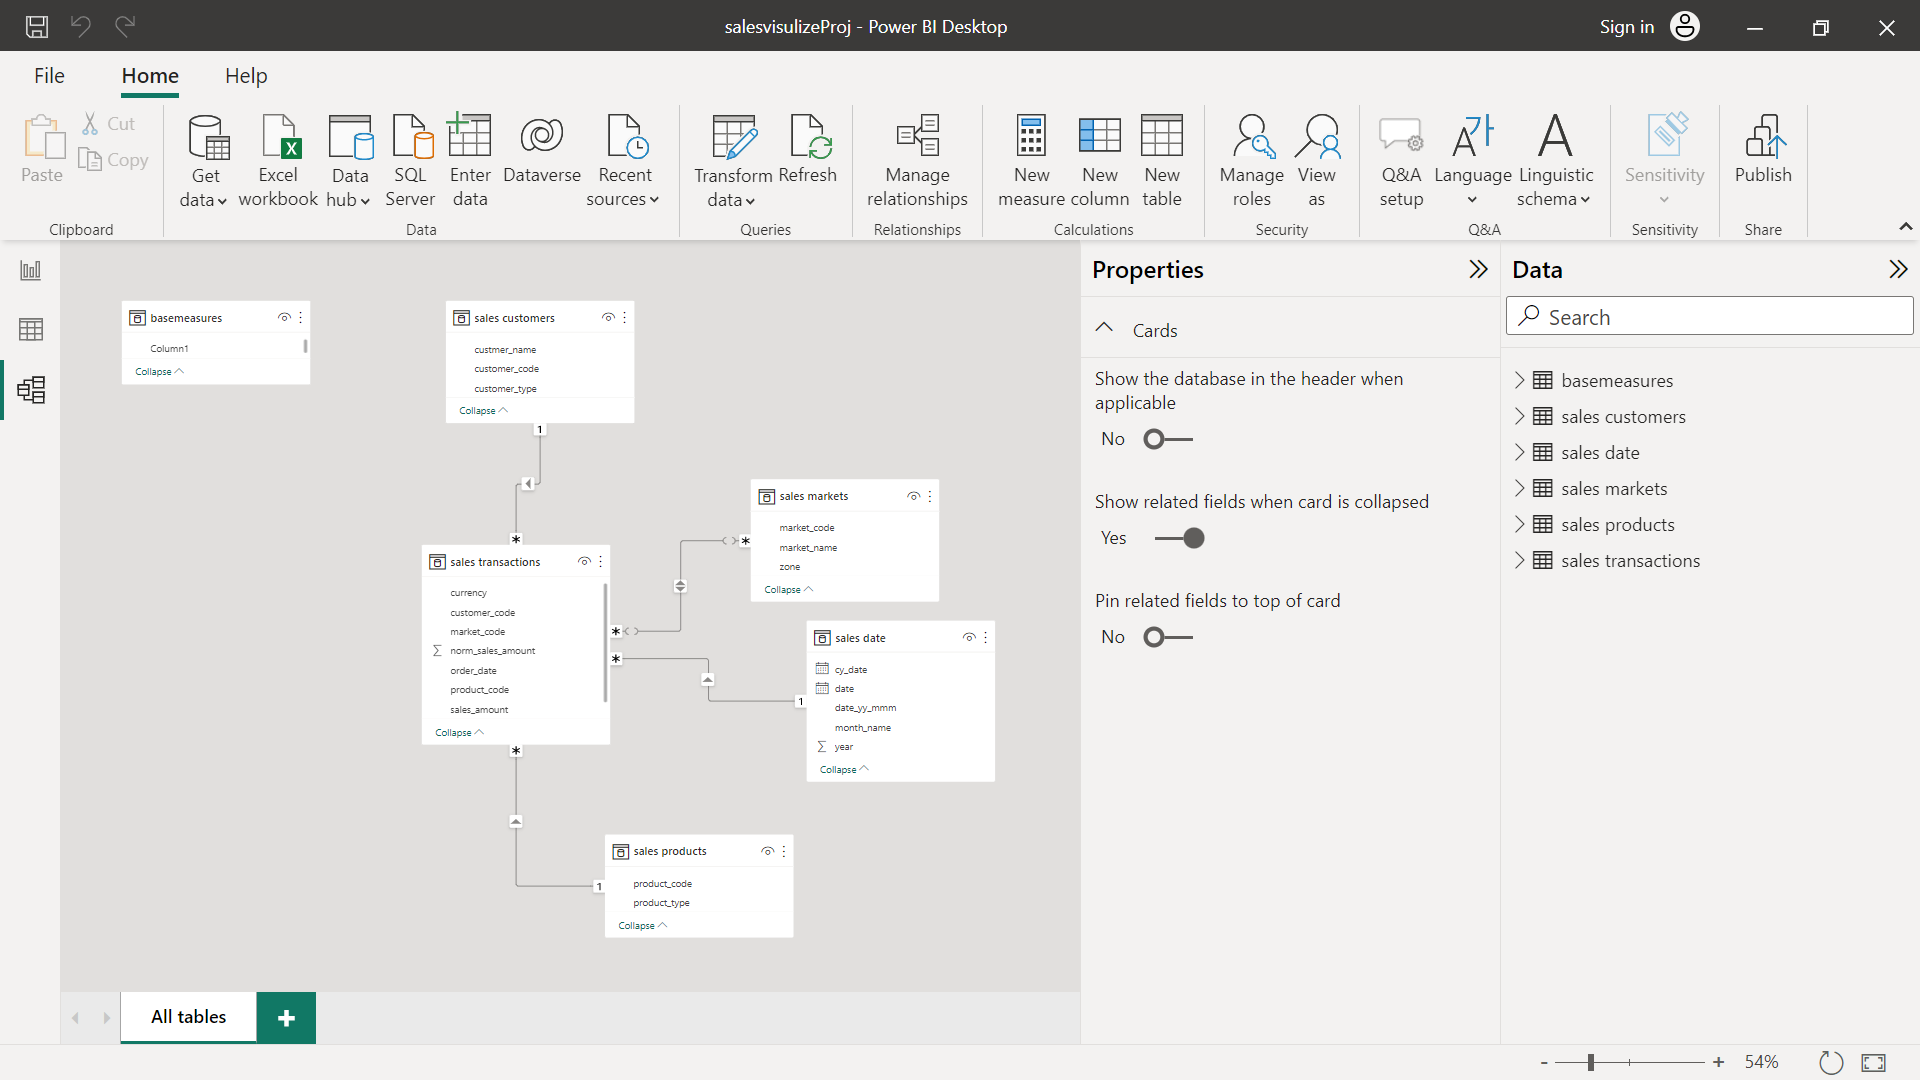 salesvisulizeProj - Power BI Desktop
Sign in
File
Home
Help
Paste
Cut
Copy
Clipboard
Get
data
Excel
workbook
Data
hub
SQL
Server
Enter
data
Dataverse
Recent
sources
Data
Transform
data
Refresh
Queries
Manage
relationships
Relationships
New
measure
New
column
New
table
Calculations
Manage
roles
View
as
Security
Q&A
setup
Language
Linguistic
schema
Q&A
Sensitivity
Sensitivity
Publish
Share
basemeasures
Column1
Collapse
sales customers
custmer_name
customer_code
customer_type
Collapse
1
*
sales transactions
currency
customer_code
market_code
norm_sales_amount
order_date
product_code
sales_amount
Collapse
*
*
*
*
sales markets
market_code
market_name
zone
Collapse
1
sales date
cy_date
date
date_yy_mmm
month_name
year
Collapse
1
sales products
product_code
product_type
Collapse
All tables
Properties
Cards
Show the database in the header when
applicable
No
Show related fields when card is collapsed
Yes
Pin related fields to top of card
No
Data
Search
basemeasures
sales customers
sales date
sales markets
sales products
sales transactions
- + 54%